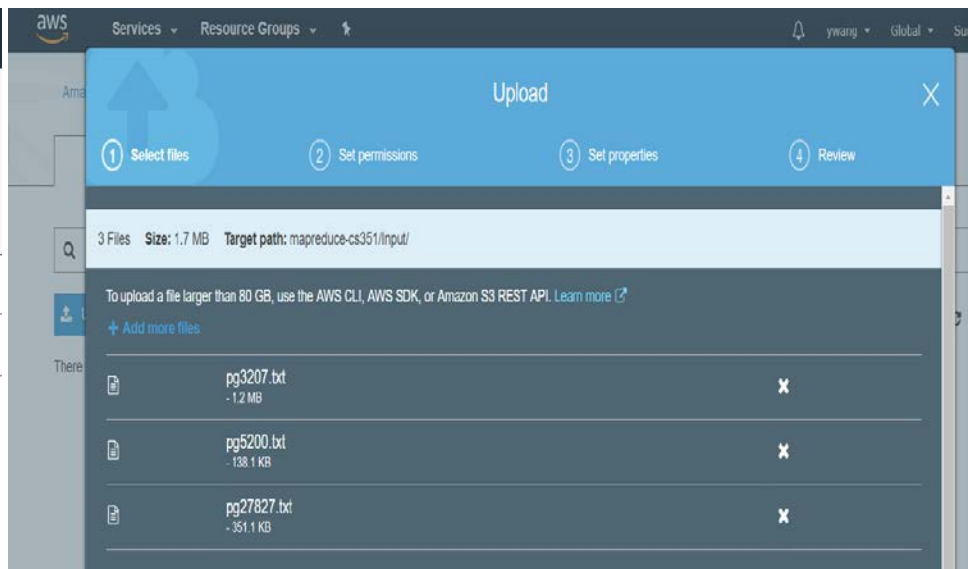 aws Services Resource Groups ywang Global Su
Upload
1 Select files 2 Set permissions 3 Set properties 4 Review
3 Files Size: 1.7 MB Target path: mapreduce-cs351/Input/
To upload a file larger than 80 GB, use the AWS CLI, AWS SDK, or Amazon S3 REST API. Learn more
+ Add more files
There
pg3207.txt
- 1.2 MB
pg5200.txt
- 138.1 KB
pg27827.txt
- 351.1 KB